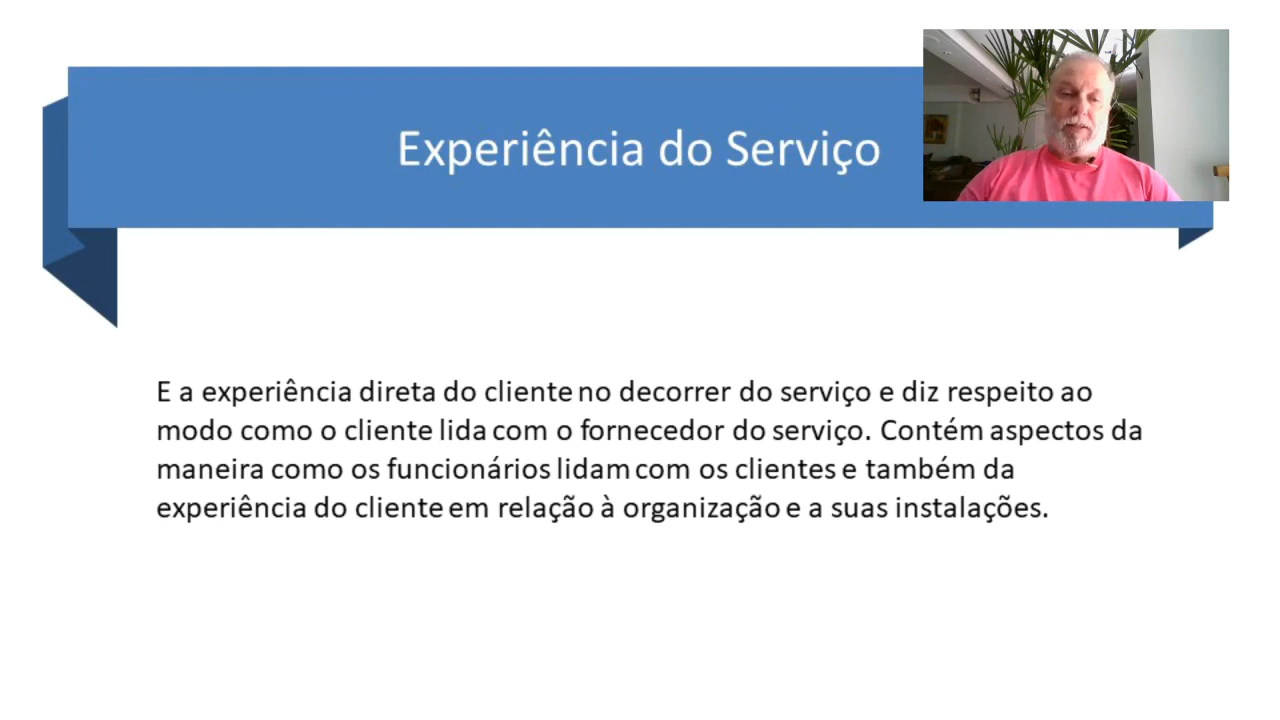 Experiência do Serviço
E a experiência direta do cliente no decorrer do serviço e diz respeito ao
modo como o cliente lida com o fornecedor do serviço. Contém aspectos da
maneira como os funcionários lidam com os clientes e também da
experiência do cliente em relação à organização e a suas instalações.